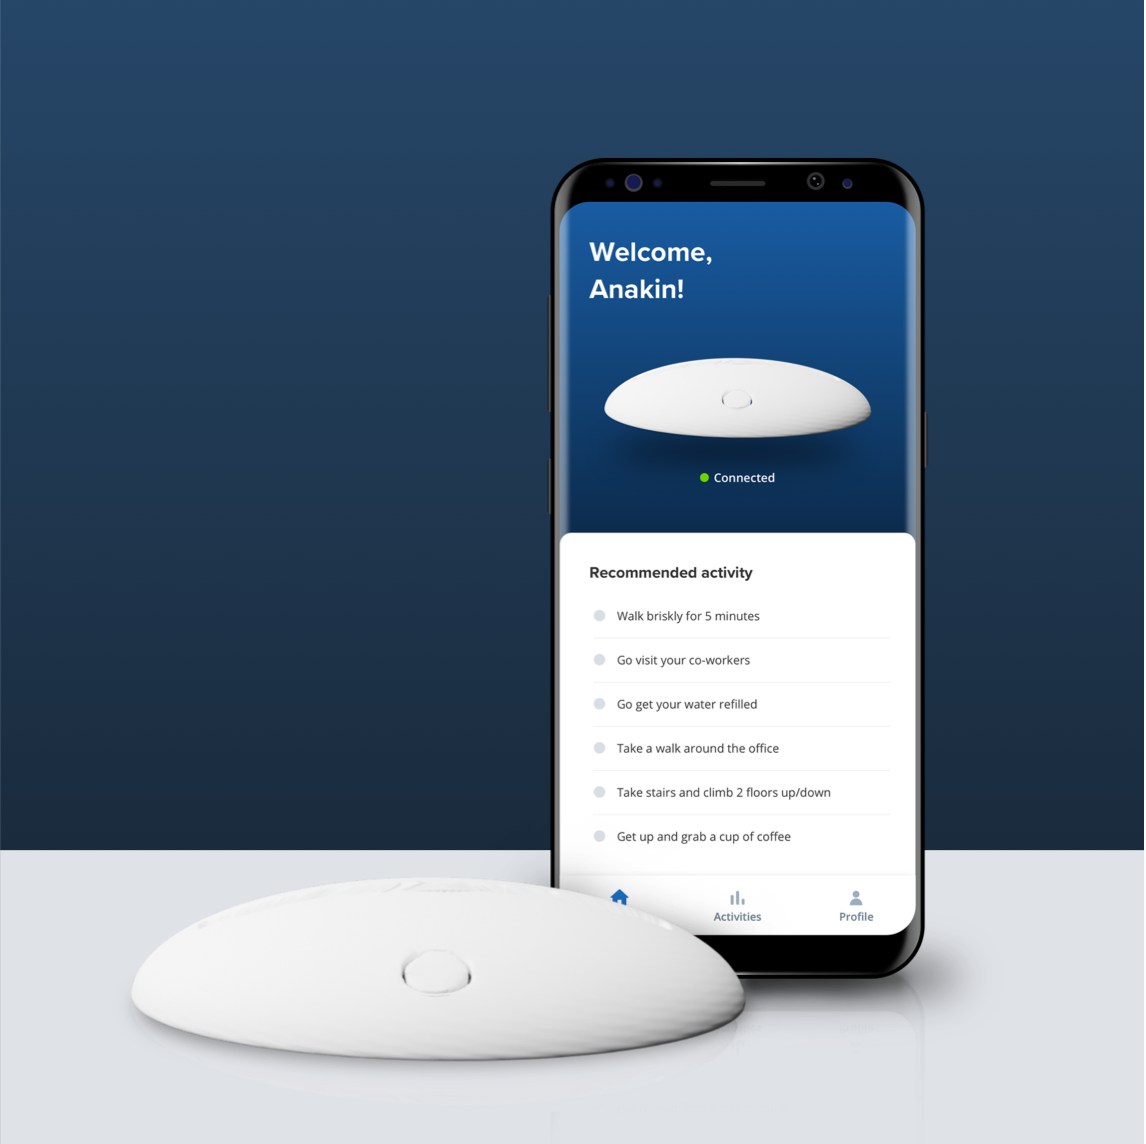 Welcome,
Anakin!
Connected
Recommended activity
Walk briskly for 5 minutes
Go visit your co-workers
Go get your water refilled
Take a walk around the office
Take stairs and climb 2 floors up/down
Get up and grab a cup of coffee
Activities
Profile